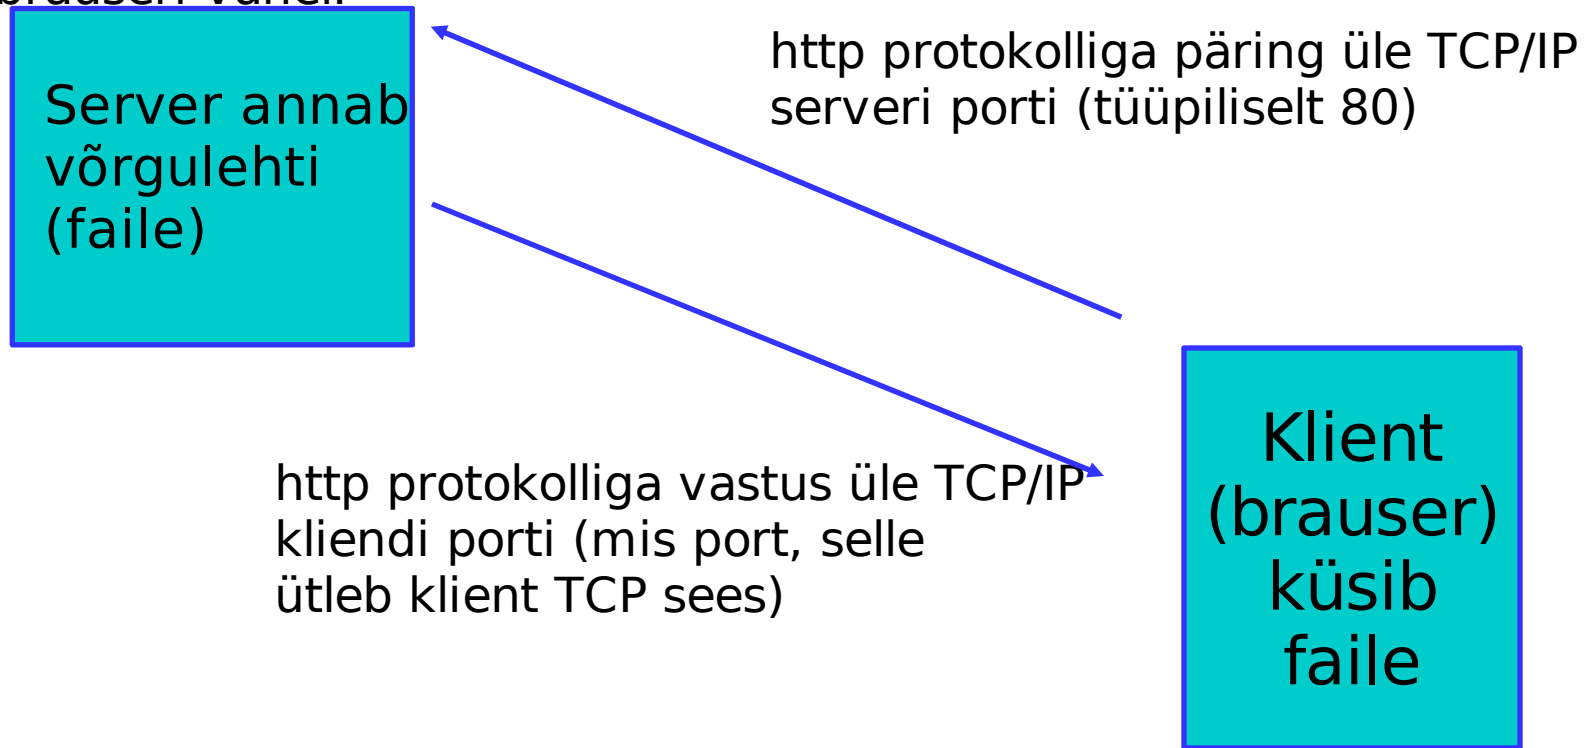 Server annab
võrgulehti
(faile)
http protokolliga päring üle TCP/IP
serveri porti (tüüpiliselt 80)
http protokolliga vastus üle TCP/IP
kliendi porti (mis port, selle
ütleb klient TCP sees)
Klient
(brauser)
küsib
faile